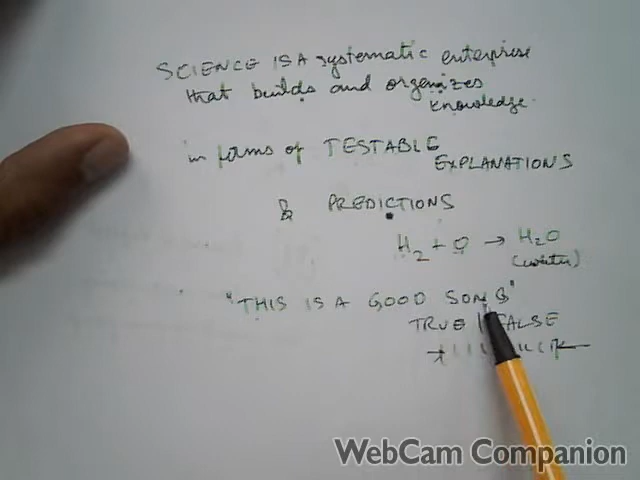 SCIENCE IS A systematic enterprise
that builds and organizes
knowledge.
in forms of TESTABLE
EXPLANATIONS
& PREDICTIONS
H2 + O → H2O
(water)
"THIS IS A GOOD SONG"
TRUE | FALSE
WebCam Companion